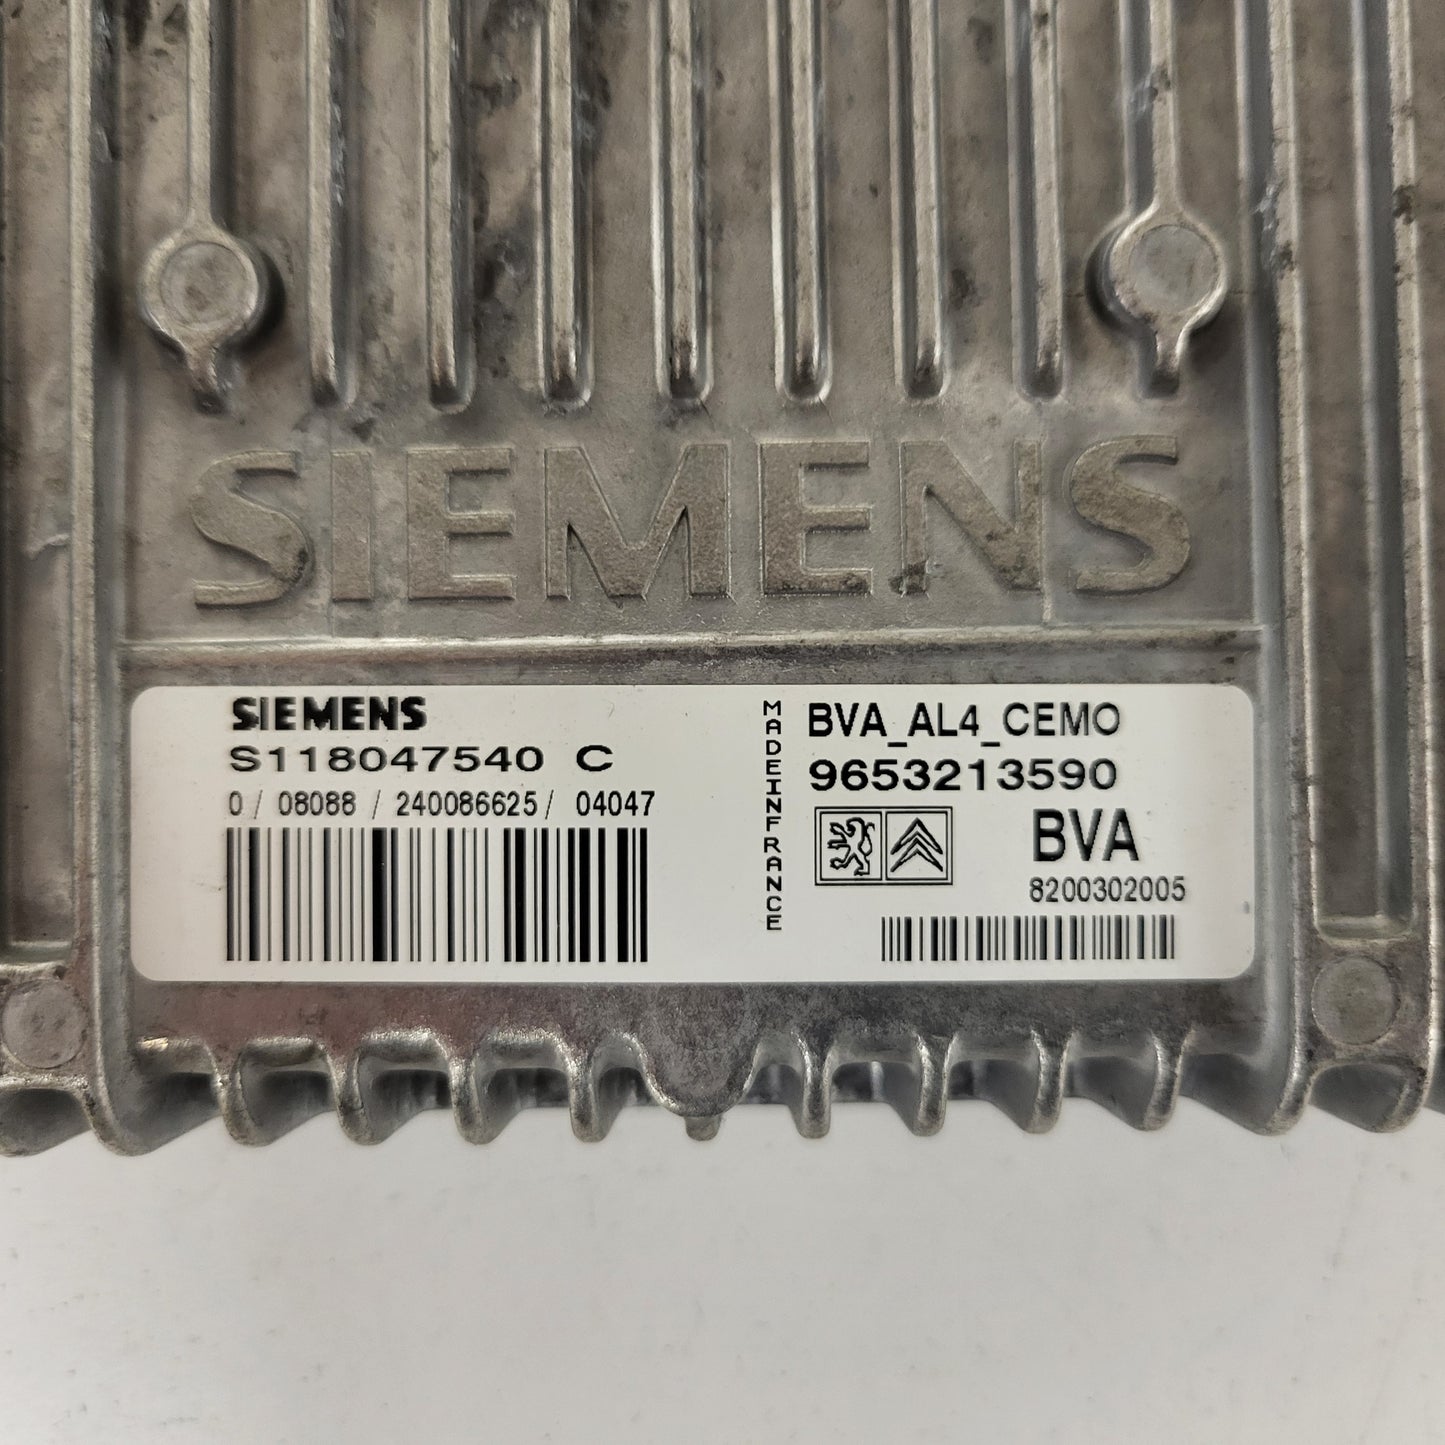 SIEMENS
SIEMENS
S118047540 C
0 / 08088 / 240086625 / 04047
MADEINFRANCE
BVA_AL4_CEMO
9653213590
BVA
8200302005